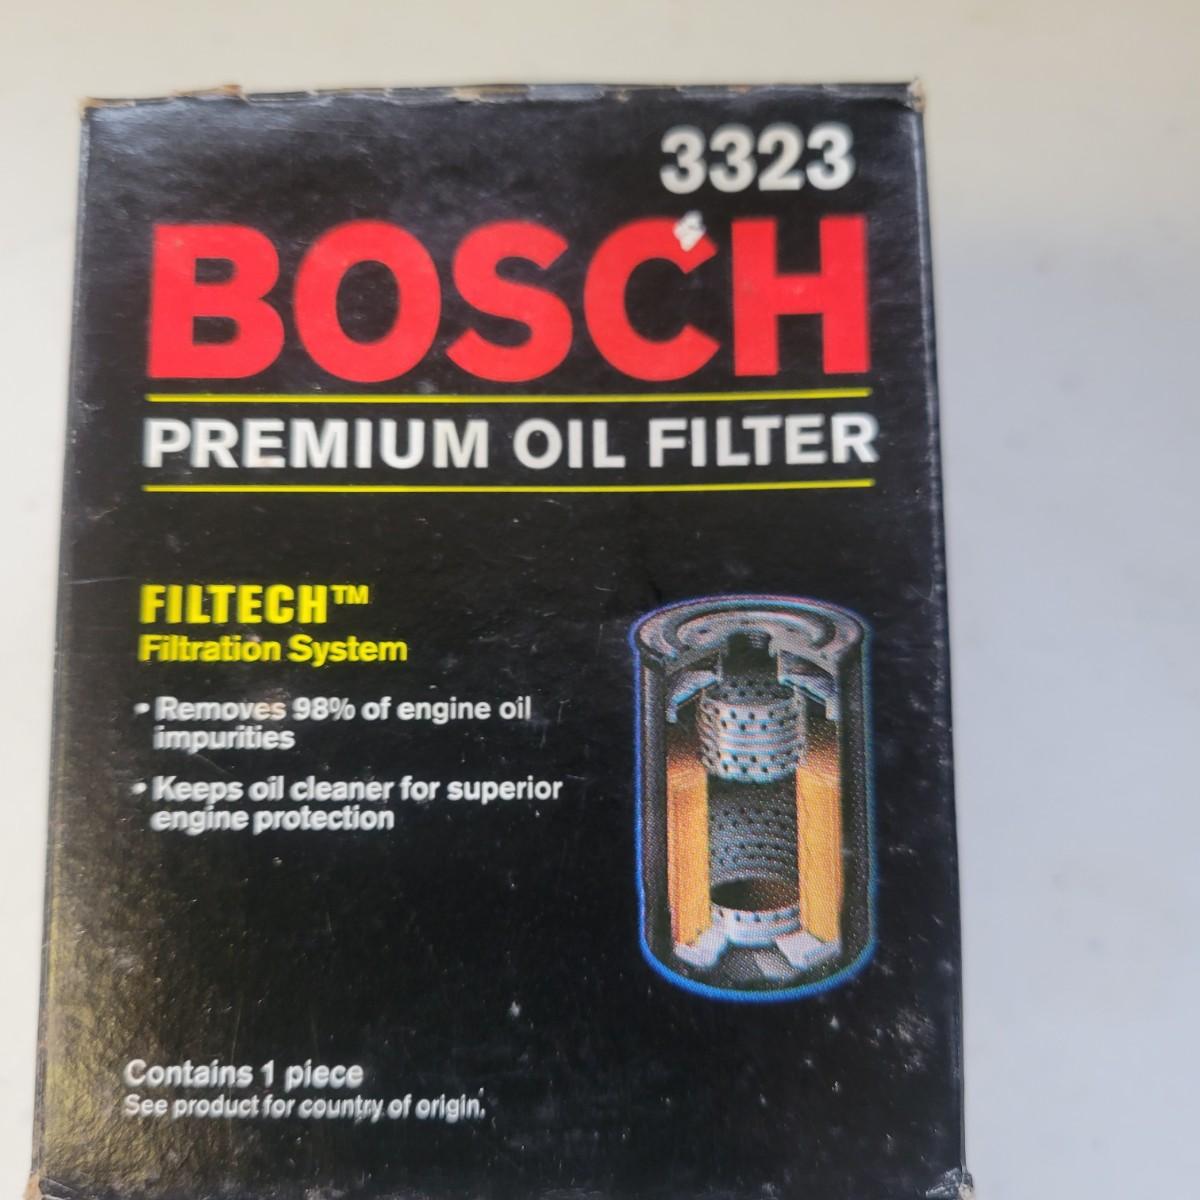 3323
BOSCH
PREMIUM OIL FILTER
FILTECH™
Filtration System
• Removes 98% of engine oil
impurities
• Keeps oil cleaner for superior
engine protection
Contains 1 piece
See product for country of origin.